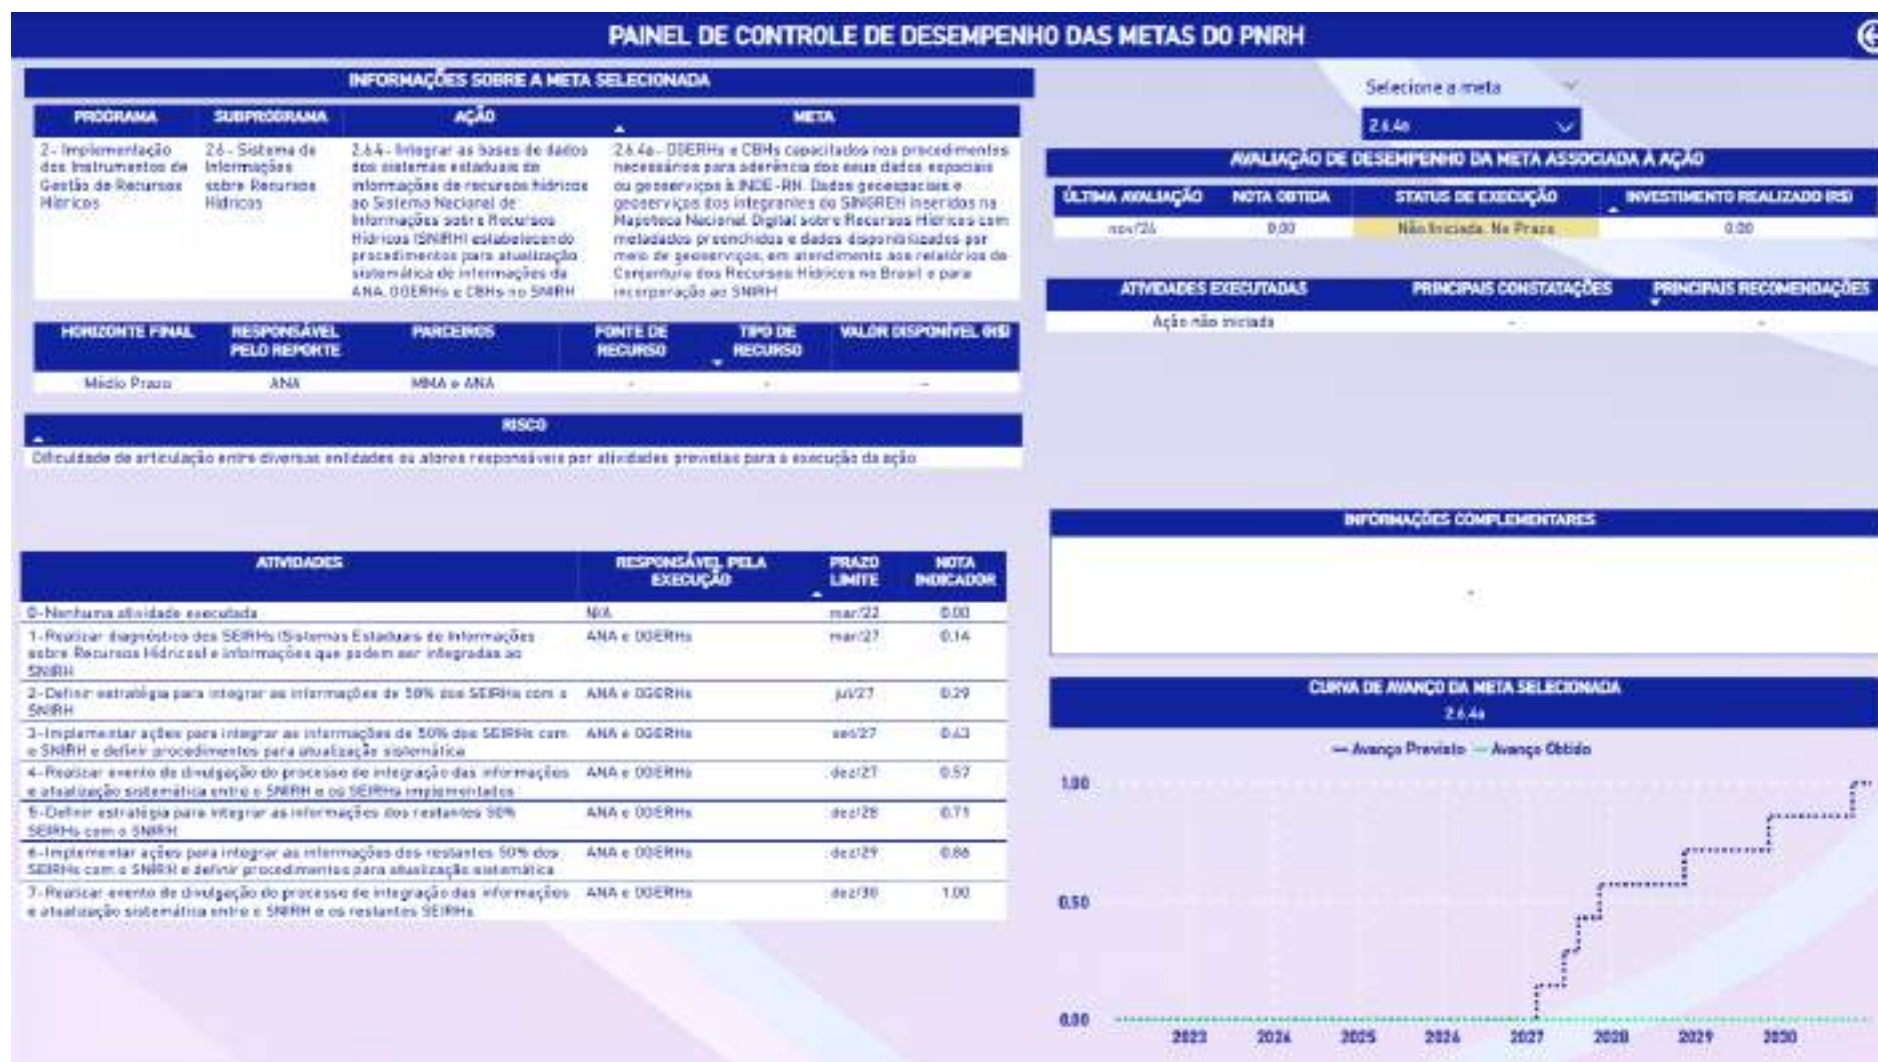 PAINEL DE CONTROLE DE DESEMPENHO DAS METAS DO PNRH
INFORMAÇÕES SOBRE A META SELECIONADA
PROGRAMA SUBPROGRAMA AÇÃO META
2- Implementação dos Instrumentos de Gestão de Recursos Hídricos
2.6- Sistema de Informações sobre Recursos Hídricos
2.6.4- Integrar as bases de dados
dos sistemas estaduais de
informações de recursos hídricos
ao Sistema Nacional de
Informações sobre Recursos
Hídricos (SNIRH) estabelecendo
procedimentos para atualização
sistemática de informações da
ANA, OGERHs e CBHs no SNIRH
2.6.4a- OGERHs e CBHs capacitados nos procedimentos
necessários para aderência dos seus dados espaciais
ou geoserviços à INDE-RH. Dados geoespaciais e
geoserviços dos integrantes do SINGREH inseridos na
Mapoteca Nacional Digital sobre Recursos Hídricos com
metadados preenchidos e dados disponibilizados por
meio de geoserviços, em atendimento aos relatórios de
Conjuntura dos Recursos Hídricos no Brasil e para
incorporação ao SNIRH
HORIZONTE FINAL RESPONSÁVEL PELO REPORTE PARCEIROS FONTE DE RECURSO TIPO DE RECURSO VALOR DISPONÍVEL (R$)
Médio Prazo ANA MMA e ANA - - --
RISCO
Dificuldade de articulação entre diversas entidades ou atores responsáveis por atividades previstas para a execução da ação
ATIVIDADES RESPONSÁVEL PELA EXECUÇÃO PRAZO LIMITE NOTA INDICADOR
0-Nenhuma atividade executada N/A mar/22 0.00
1-Realizar diagnóstico dos SEIRHs (Sistemas Estaduais de Informações ANA e OGERHs mar/27 0.14
sobre Recursos Hídricos) e informações que podem ser integradas ao
SNIRH
2-Definir estratégia para integrar as informações de 50% dos SEIRHs com o ANA e OGERHs jul/27 0.29
SNIRH
3-Implementar ações para integrar as informações de 50% dos SEIRHs com ANA e OGERHs set/27 0.43
o SNIRH e definir procedimentos para atualização sistemática
4-Realizar evento de divulgação do processo de integração das informações ANA e OGERHs dez/27 0.57
e atualização sistemática entre o SNIRH e os SEIRHs implementados
5-Definir estratégia para integrar as informações dos restantes 50% ANA e OGERHs dez/28 0.71
SEIRHs com o SNIRH
6-Implementar ações para integrar as informações dos restantes 50% dos ANA e OGERHs dez/29 0.86
SEIRHs com o SNIRH e definir procedimentos para atualização sistemática
7-Realizar evento de divulgação do processo de integração das informações ANA e OGERHs dez/30 1.00
e atualização sistemática entre o SNIRH e os restantes SEIRHs.
Selecione a meta
2.6.4a
AVALIAÇÃO DE DESEMPENHO DA META ASSOCIADA À AÇÃO
ÚLTIMA AVALIAÇÃO NOTA OBTIDA STATUS DE EXECUÇÃO INVESTIMENTO REALIZADO (R$)
nov/24 0,00 Não Iniciada. No Prazo 0.00
ATIVIDADES EXECUTADAS PRINCIPAIS CONSTATAÇÕES PRINCIPAIS RECOMENDAÇÕES
Ação não iniciada - -
INFORMAÇÕES COMPLEMENTARES
-
CURVA DE AVANÇO DA META SELECIONADA
2.6.4a
Avanço Previsto Avanço Obtido
1.00
0.50
0.00
2023 2024 2025 2026 2027 2028 2029 2030